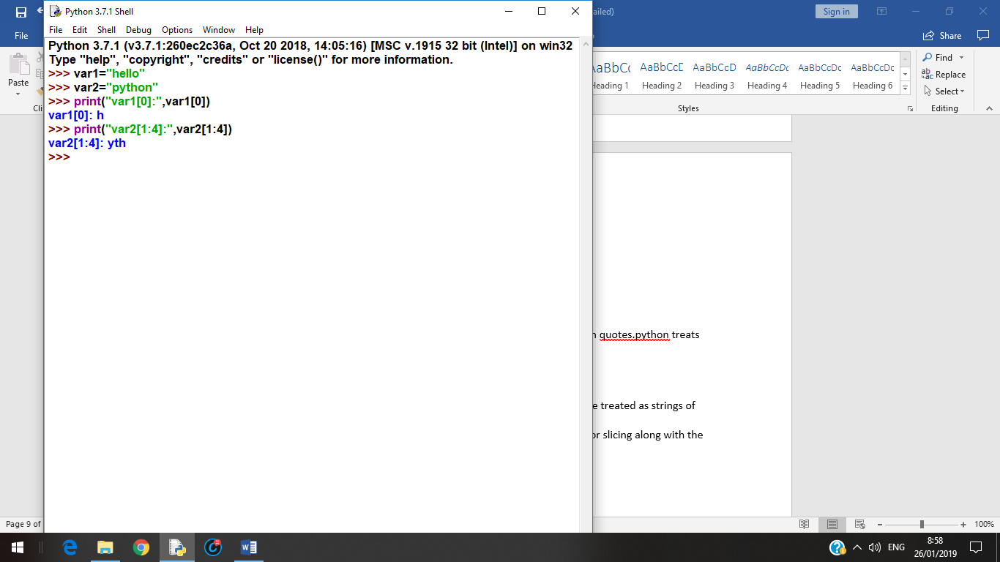 Python 3.7.1 Shell
File Edit Shell Debug Options Window Help
Python 3.7.1 (v3.7.1:260ec2c36a, Oct 20 2018, 14:05:16) [MSC v.1915 32 bit (Intel)] on win32
Type "help", "copyright", "credits" or "license()" for more information.
>>> var1="hello"
>>> var2="python"
>>> print("var1[0]:",var1[0])
var1[0]: h
>>> print("var2[1:4]:",var2[1:4])
var2[1:4]: yth
>>>
ailed)
Sign in
File
Share
Paste
AaBbCc AaBbCcD AaBbCcD AaBbCcDc AaBbCcDc AaBbCcDc
Heading 1 Heading 2 Heading 3 Heading 4 Heading 5 Heading 6
Find
Replace
Select
Styles
Editing
quotes.python treats
e treated as strings of
or slicing along with the
Page 9 of
100%
ENG
8:58
26/01/2019